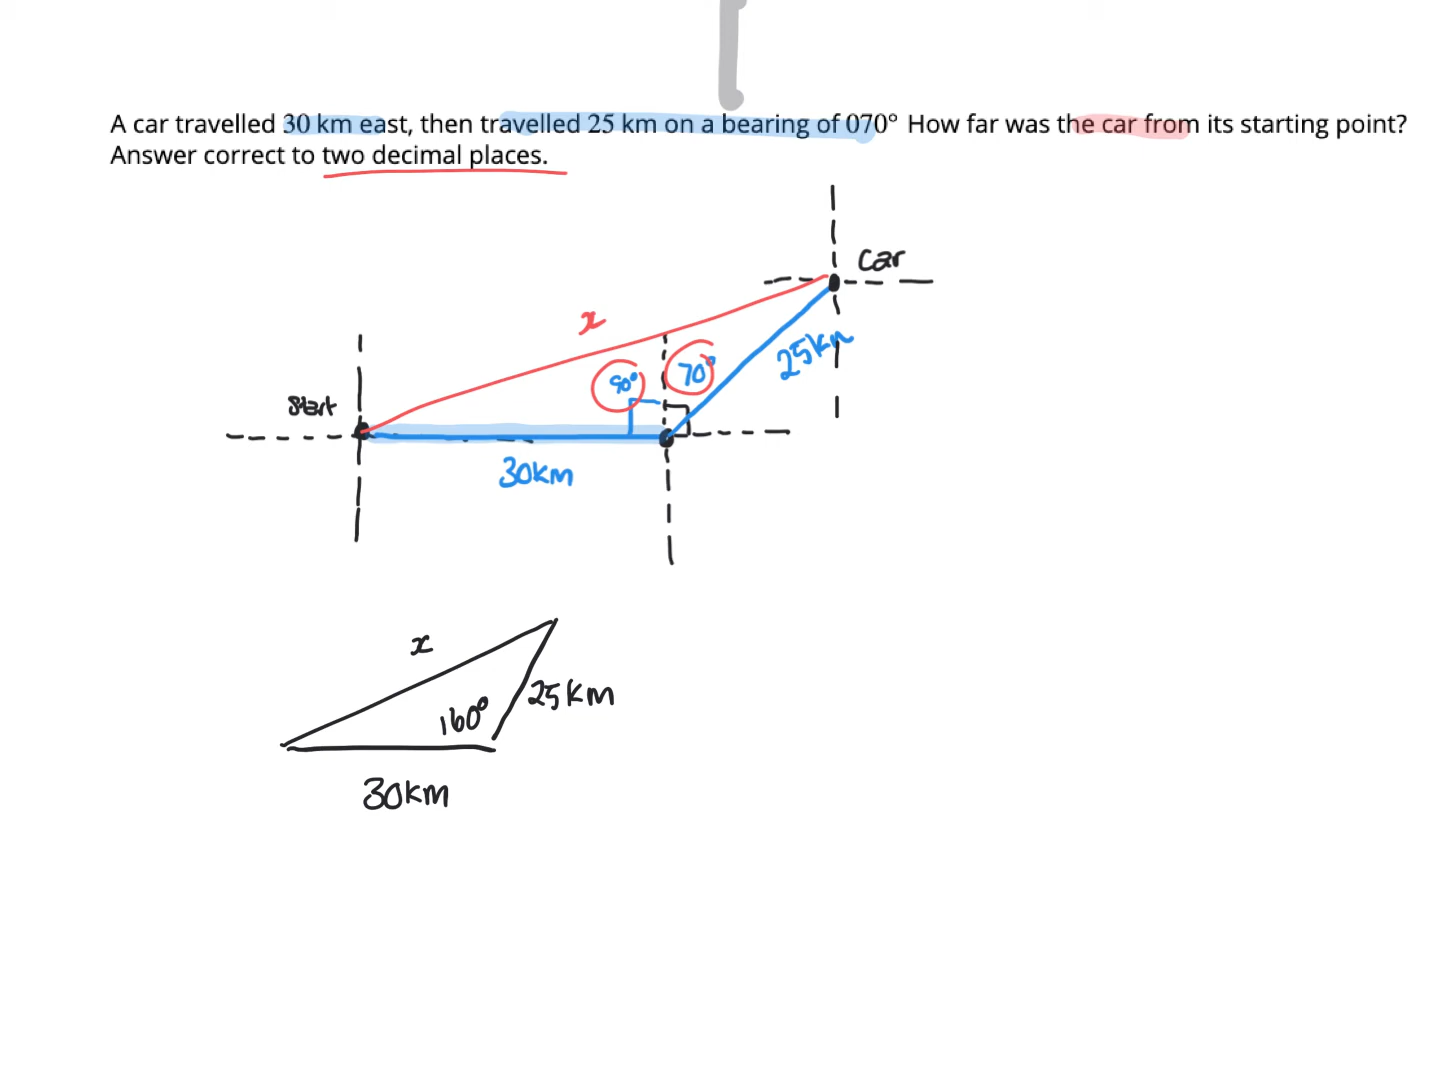 A car travelled 30 km east, then travelled 25 km on a bearing of 070° How far was the car from its starting point?
Answer correct to two decimal places.
Car
x
25km
90°
70°
Start
30km
x
25km
160°
30km